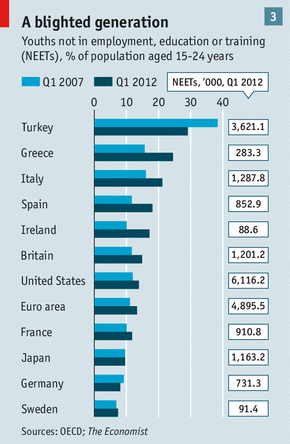 A blighted generation
3
Youths not in employment, education or training
(NEETs), % of population aged 15-24 years
Q1 2007 Q1 2012 NEETs, ’000, Q1 2012
0 10 20 30 40
Turkey 3,621.1
Greece 283.3
Italy 1,287.8
Spain 852.9
Ireland 88.6
Britain 1,201.2
United States 6,116.2
Euro area 4,895.5
France 910.8
Japan 1,163.2
Germany 731.3
Sweden 91.4
Sources: OECD; The Economist